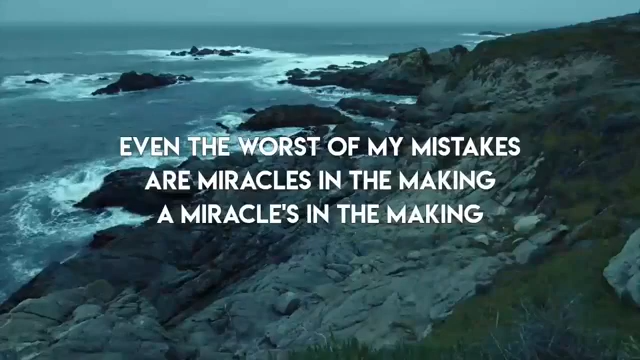 EVEN THE WORST OF MY MISTAKES
ARE MIRACLES IN THE MAKING
A MIRACLE'S IN THE MAKING